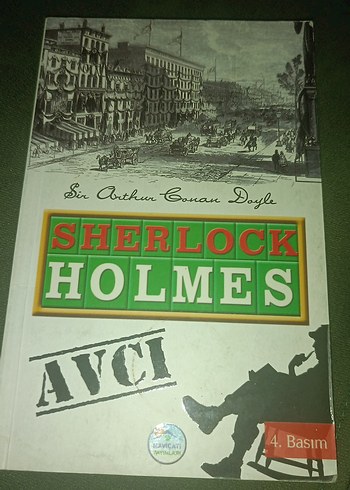 Sir Arthur Conan Doyle
SHERLOCK
HOLMES
AVCI
4. Basım